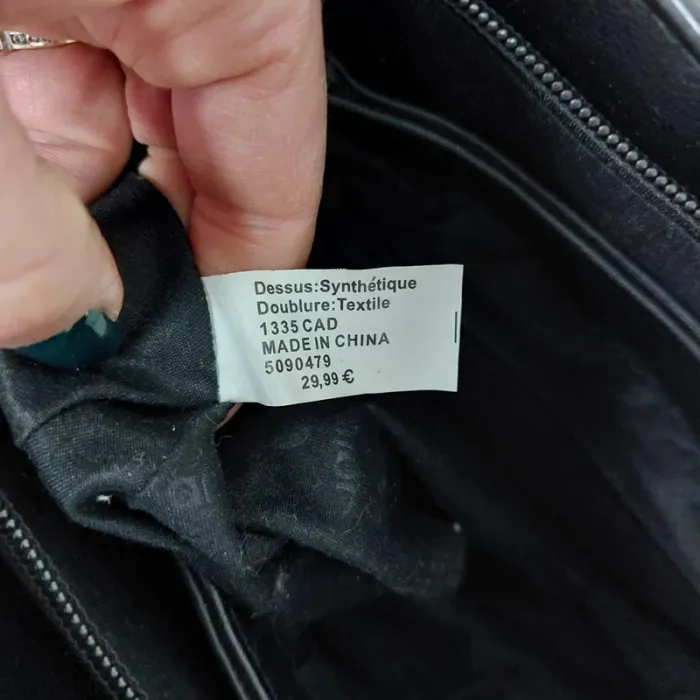 Dessus:Synthétique
Doublure:Textile
1335 CAD
MADE IN CHINA
5090479
29,99 €